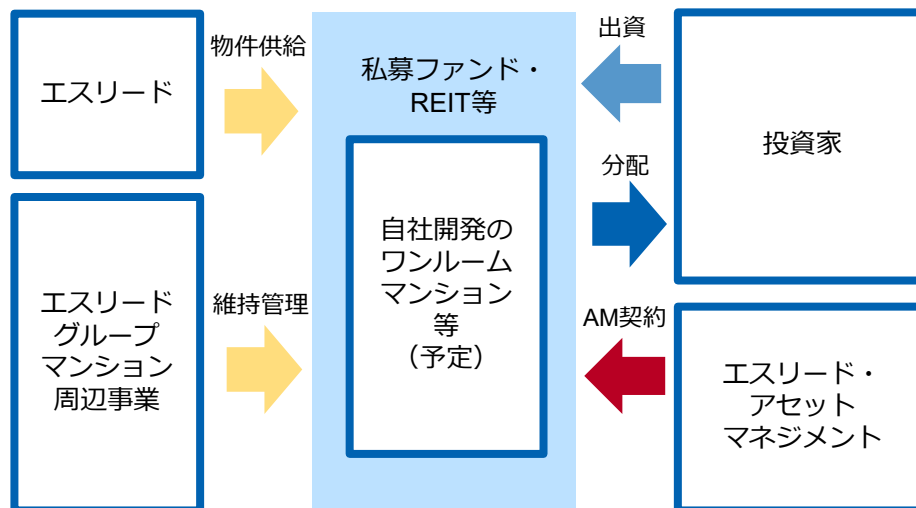 エスリード
物件供給
エスリード
グループ
マンション
周辺事業
維持管理
私募ファンド・
REIT等
自社開発の
ワンルーム
マンション
等
（予定）
出資
分配
投資家
AM契約
エスリード・
アセット
マネジメント